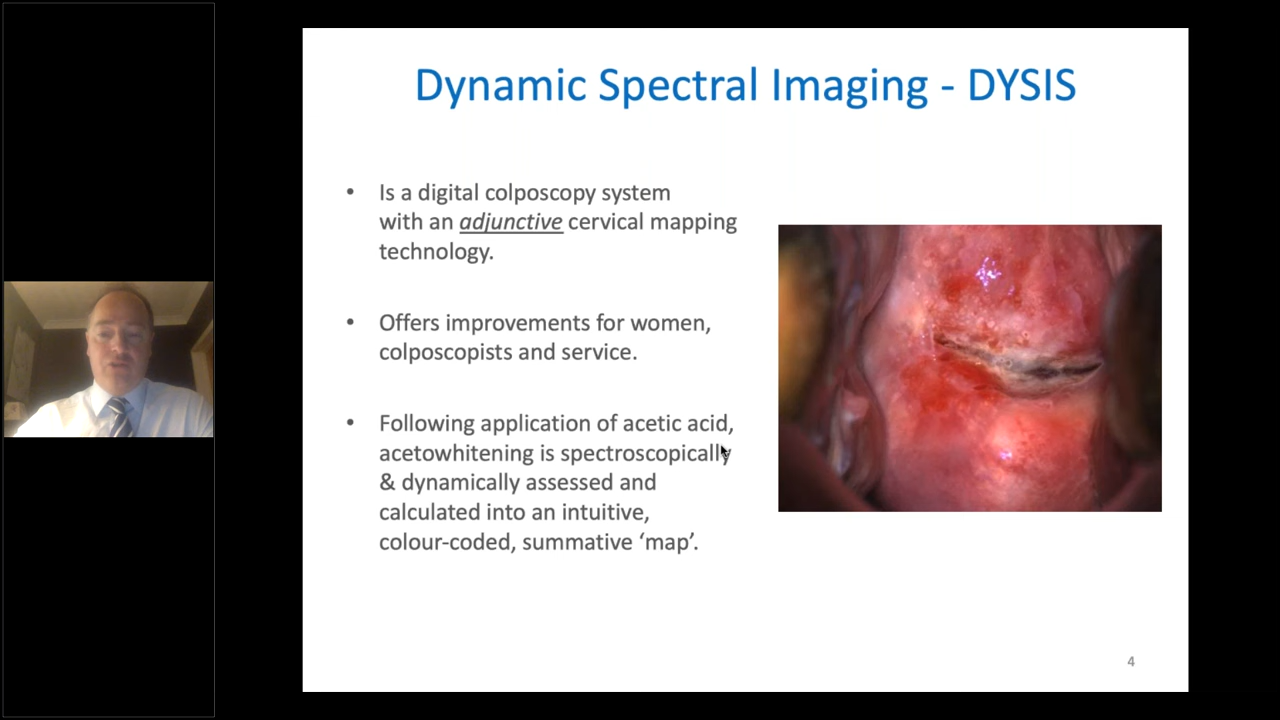 Dynamic Spectral Imaging - DYSIS
• Is a digital colposcopy system
with an adjunctive cervical mapping
technology.
• Offers improvements for women,
colposcopists and service.
• Following application of acetic acid,
acetowhitening is spectroscopically
& dynamically assessed and
calculated into an intuitive,
colour-coded, summative ‘map’.
4